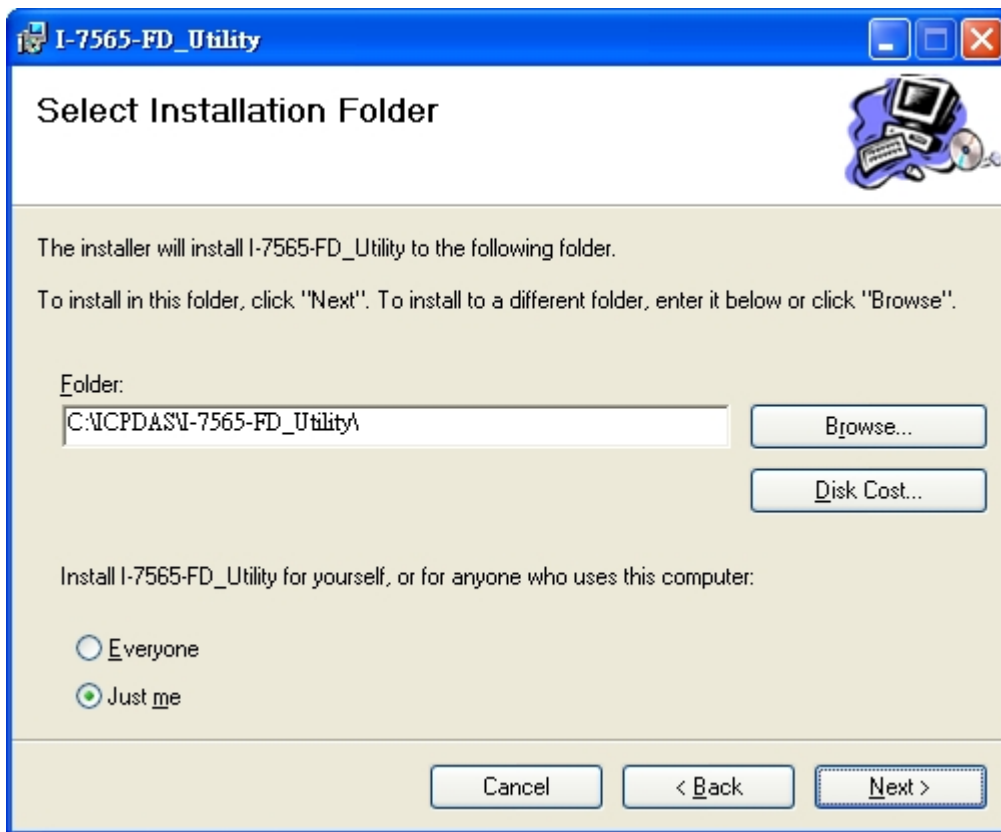 I-7565-FD_Utility
Select Installation Folder
The installer will install I-7565-FD_Utility to the following folder.
To install in this folder, click "Next". To install to a different folder, enter it below or click "Browse".
Folder:
C:\ICPDAS\I-7565-FD_Utility\
Browse...
Disk Cost...
Install I-7565-FD_Utility for yourself, or for anyone who uses this computer:
Everyone
Just me
Cancel
< Back
Next >